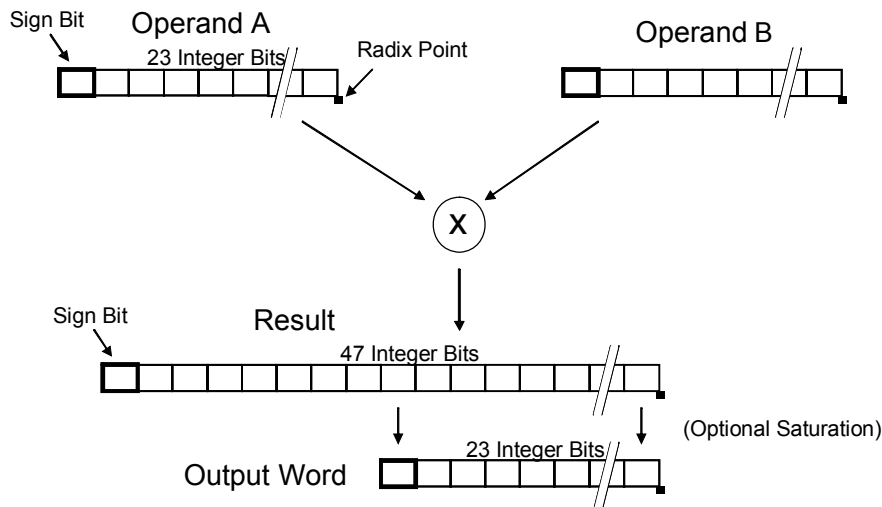 Sign Bit
Operand A
Operand B
23 Integer Bits
Radix Point
X
Sign Bit
Result
47 Integer Bits
(Optional Saturation)
23 Integer Bits
Output Word